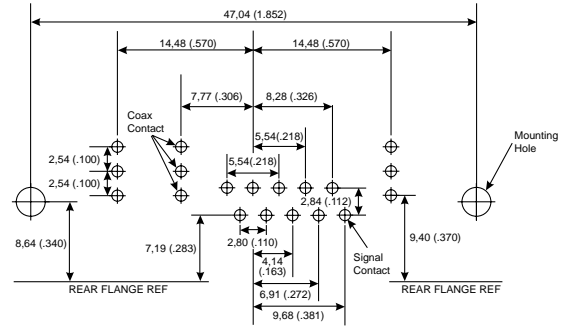 47,04 (1.852)
14,48 (.570)
14,48 (.570)
7,77 (.306)
8,28 (.326)
Coax
Contact
5,54(.218)
Mounting
Hole
2,54 (.100)
5,54(.218)
2,54 (.100)
2,84 (.112)
8,64 (.340)
7,19 (.283)
2,80 (.110)
9,40 (.370)
4,14
(.163)
Signal
Contact
6,91 (.272)
REAR FLANGE REF
REAR FLANGE REF
9,68 (.381)